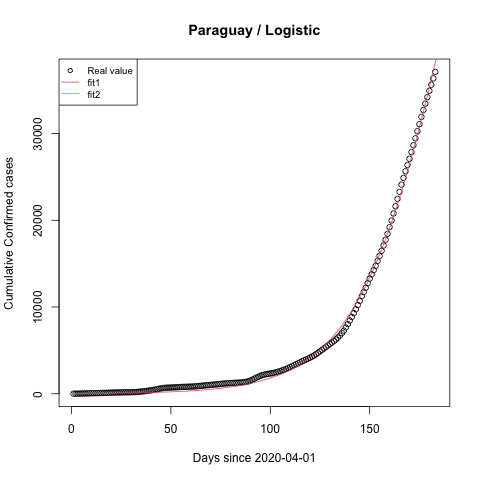 Paraguay / Logistic
Real value
fit1
fit2
30000
20000
10000
0
Cumulative Confirmed cases
0 50 100 150
Days since 2020-04-01